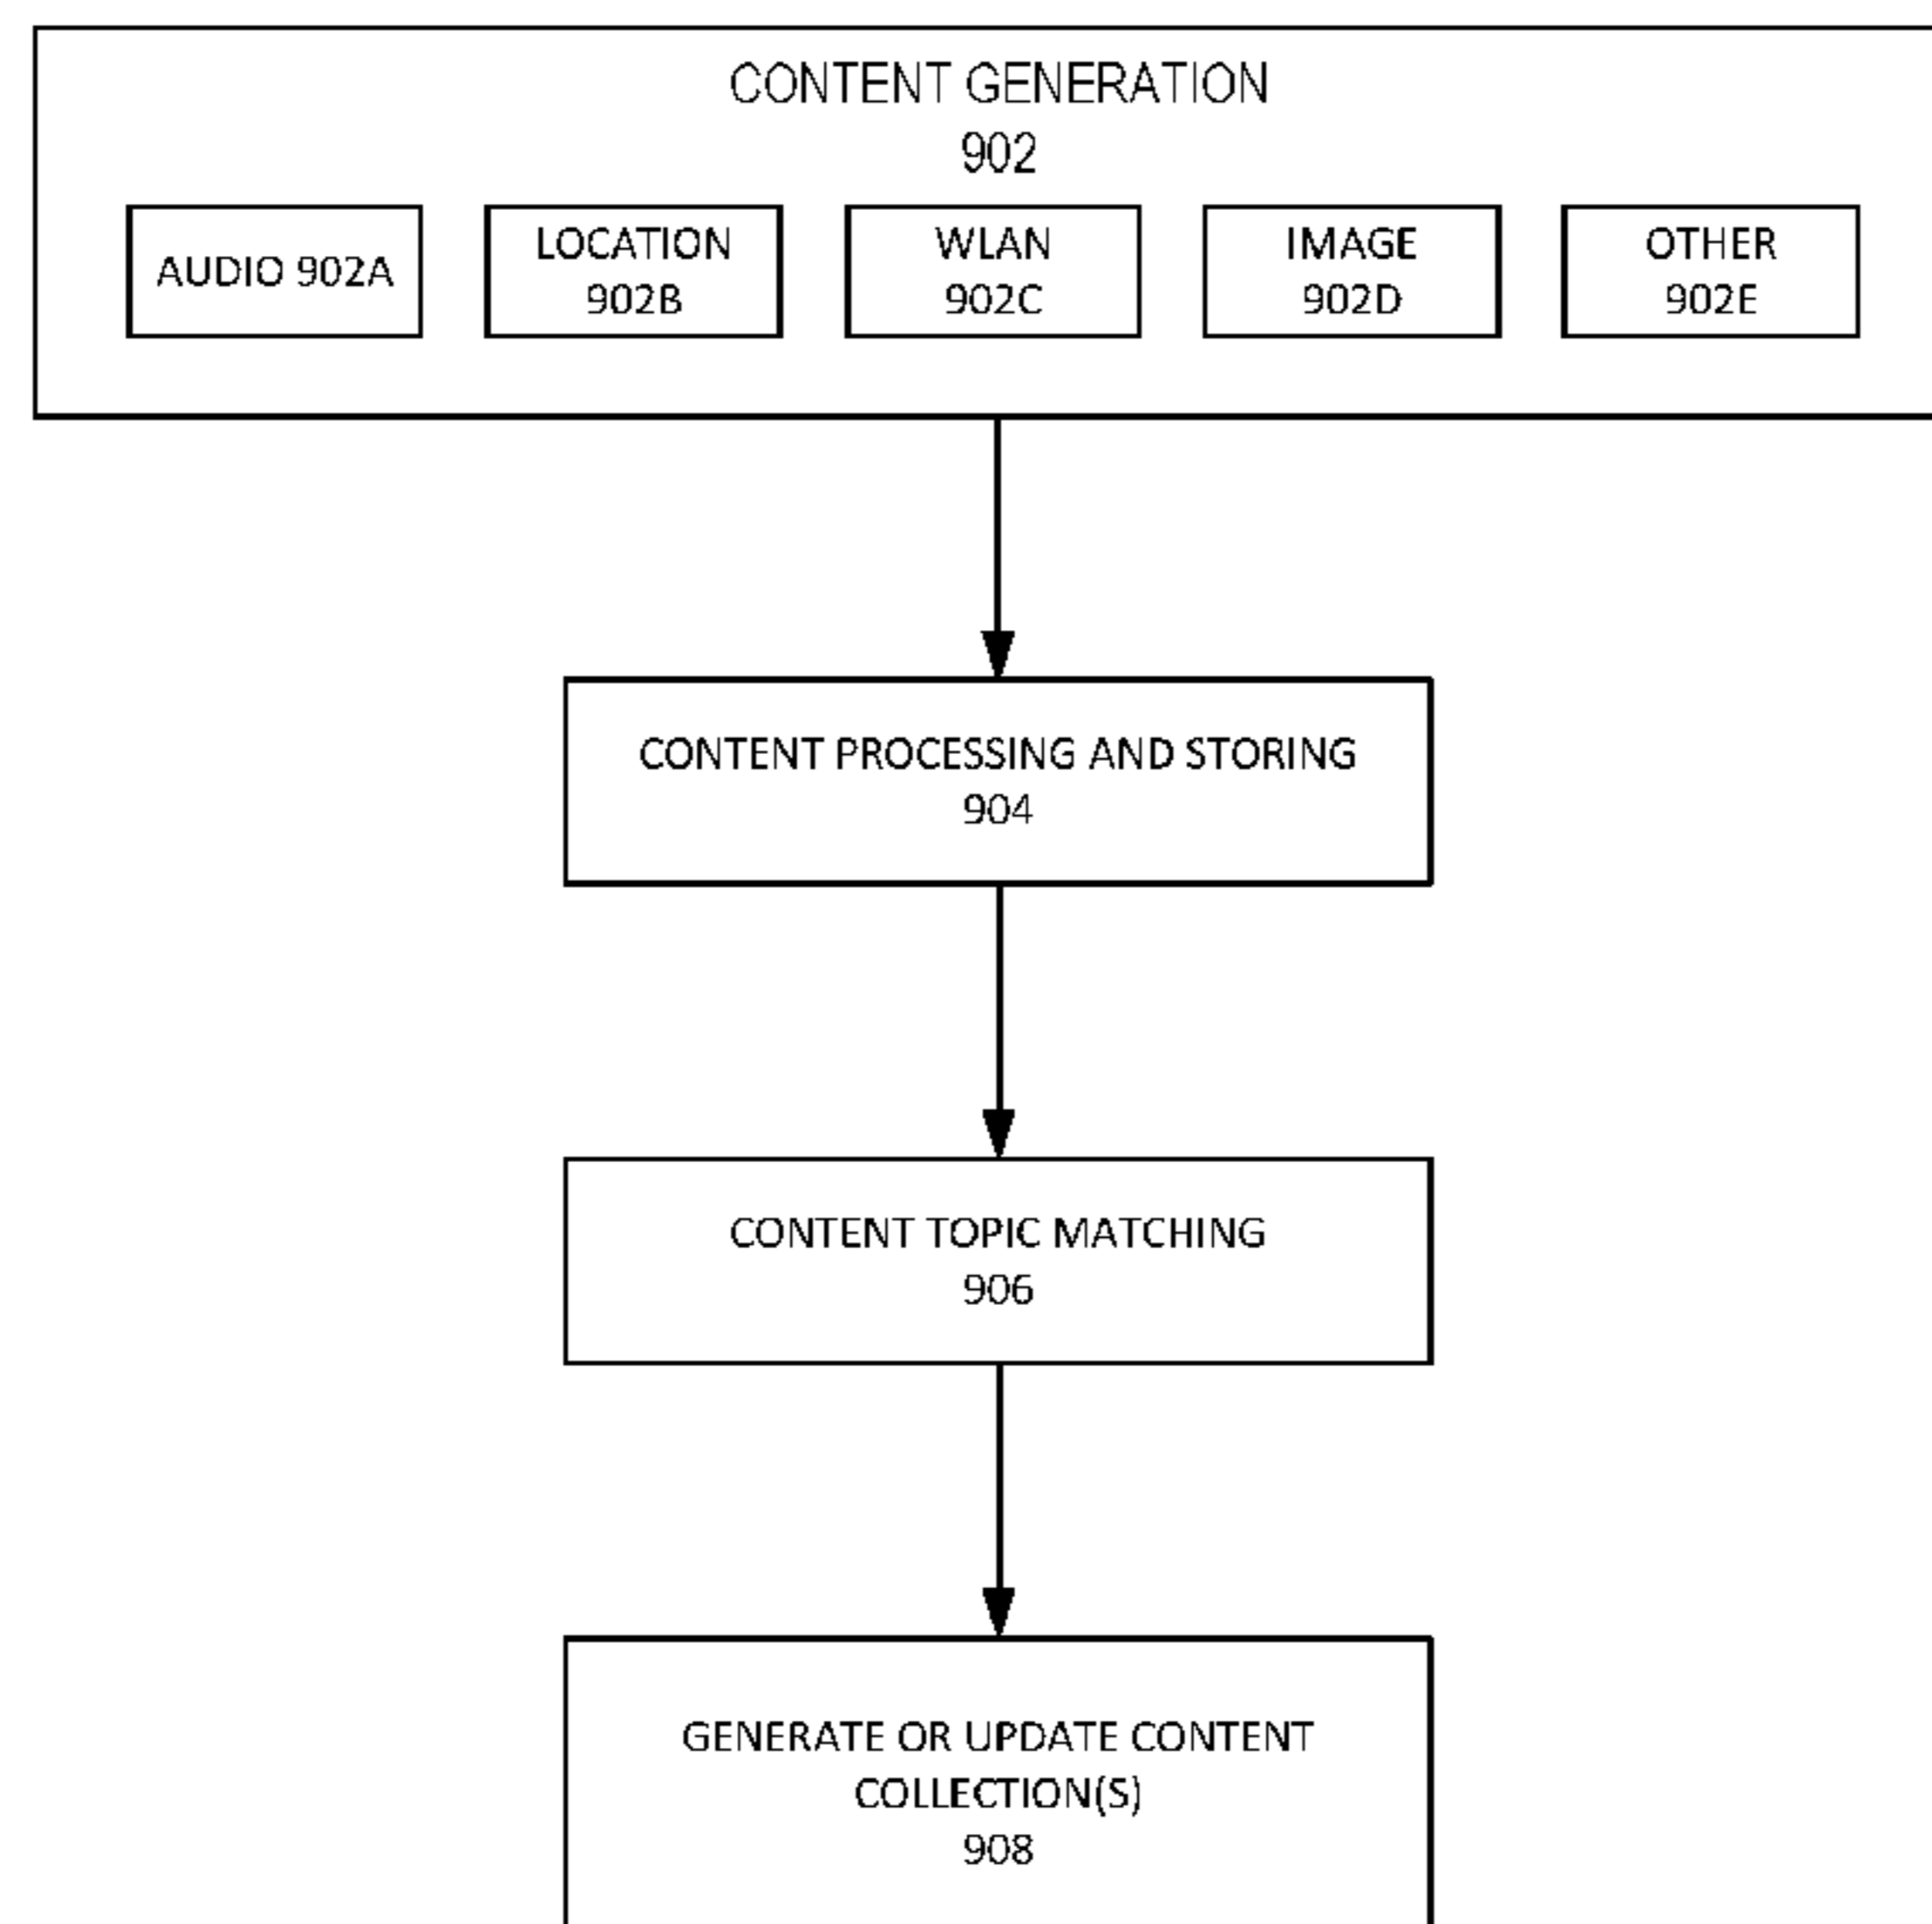 CONTENT GENERATION
902
AUDIO 902A
LOCATION
902B
WLAN
902C
IMAGE
902D
OTHER
902E
CONTENT PROCESSING AND STORING
904
CONTENT TOPIC MATCHING
906
GENERATE OR UPDATE CONTENT
COLLECTION(S)
908